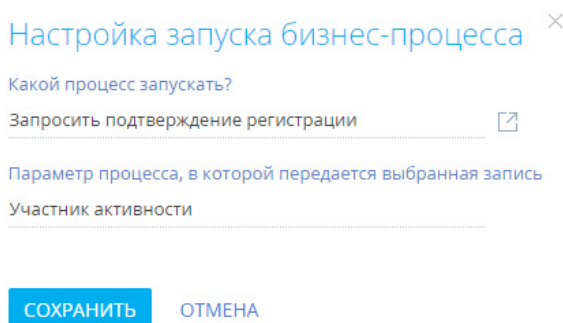 Настройка запуска бизнес-процесса
Какой процесс запускать?
Запросить подтверждение регистрации
Параметр процесса, в которой передается выбранная запись
Участник активности
СОХРАНИТЬ ОТМЕНА